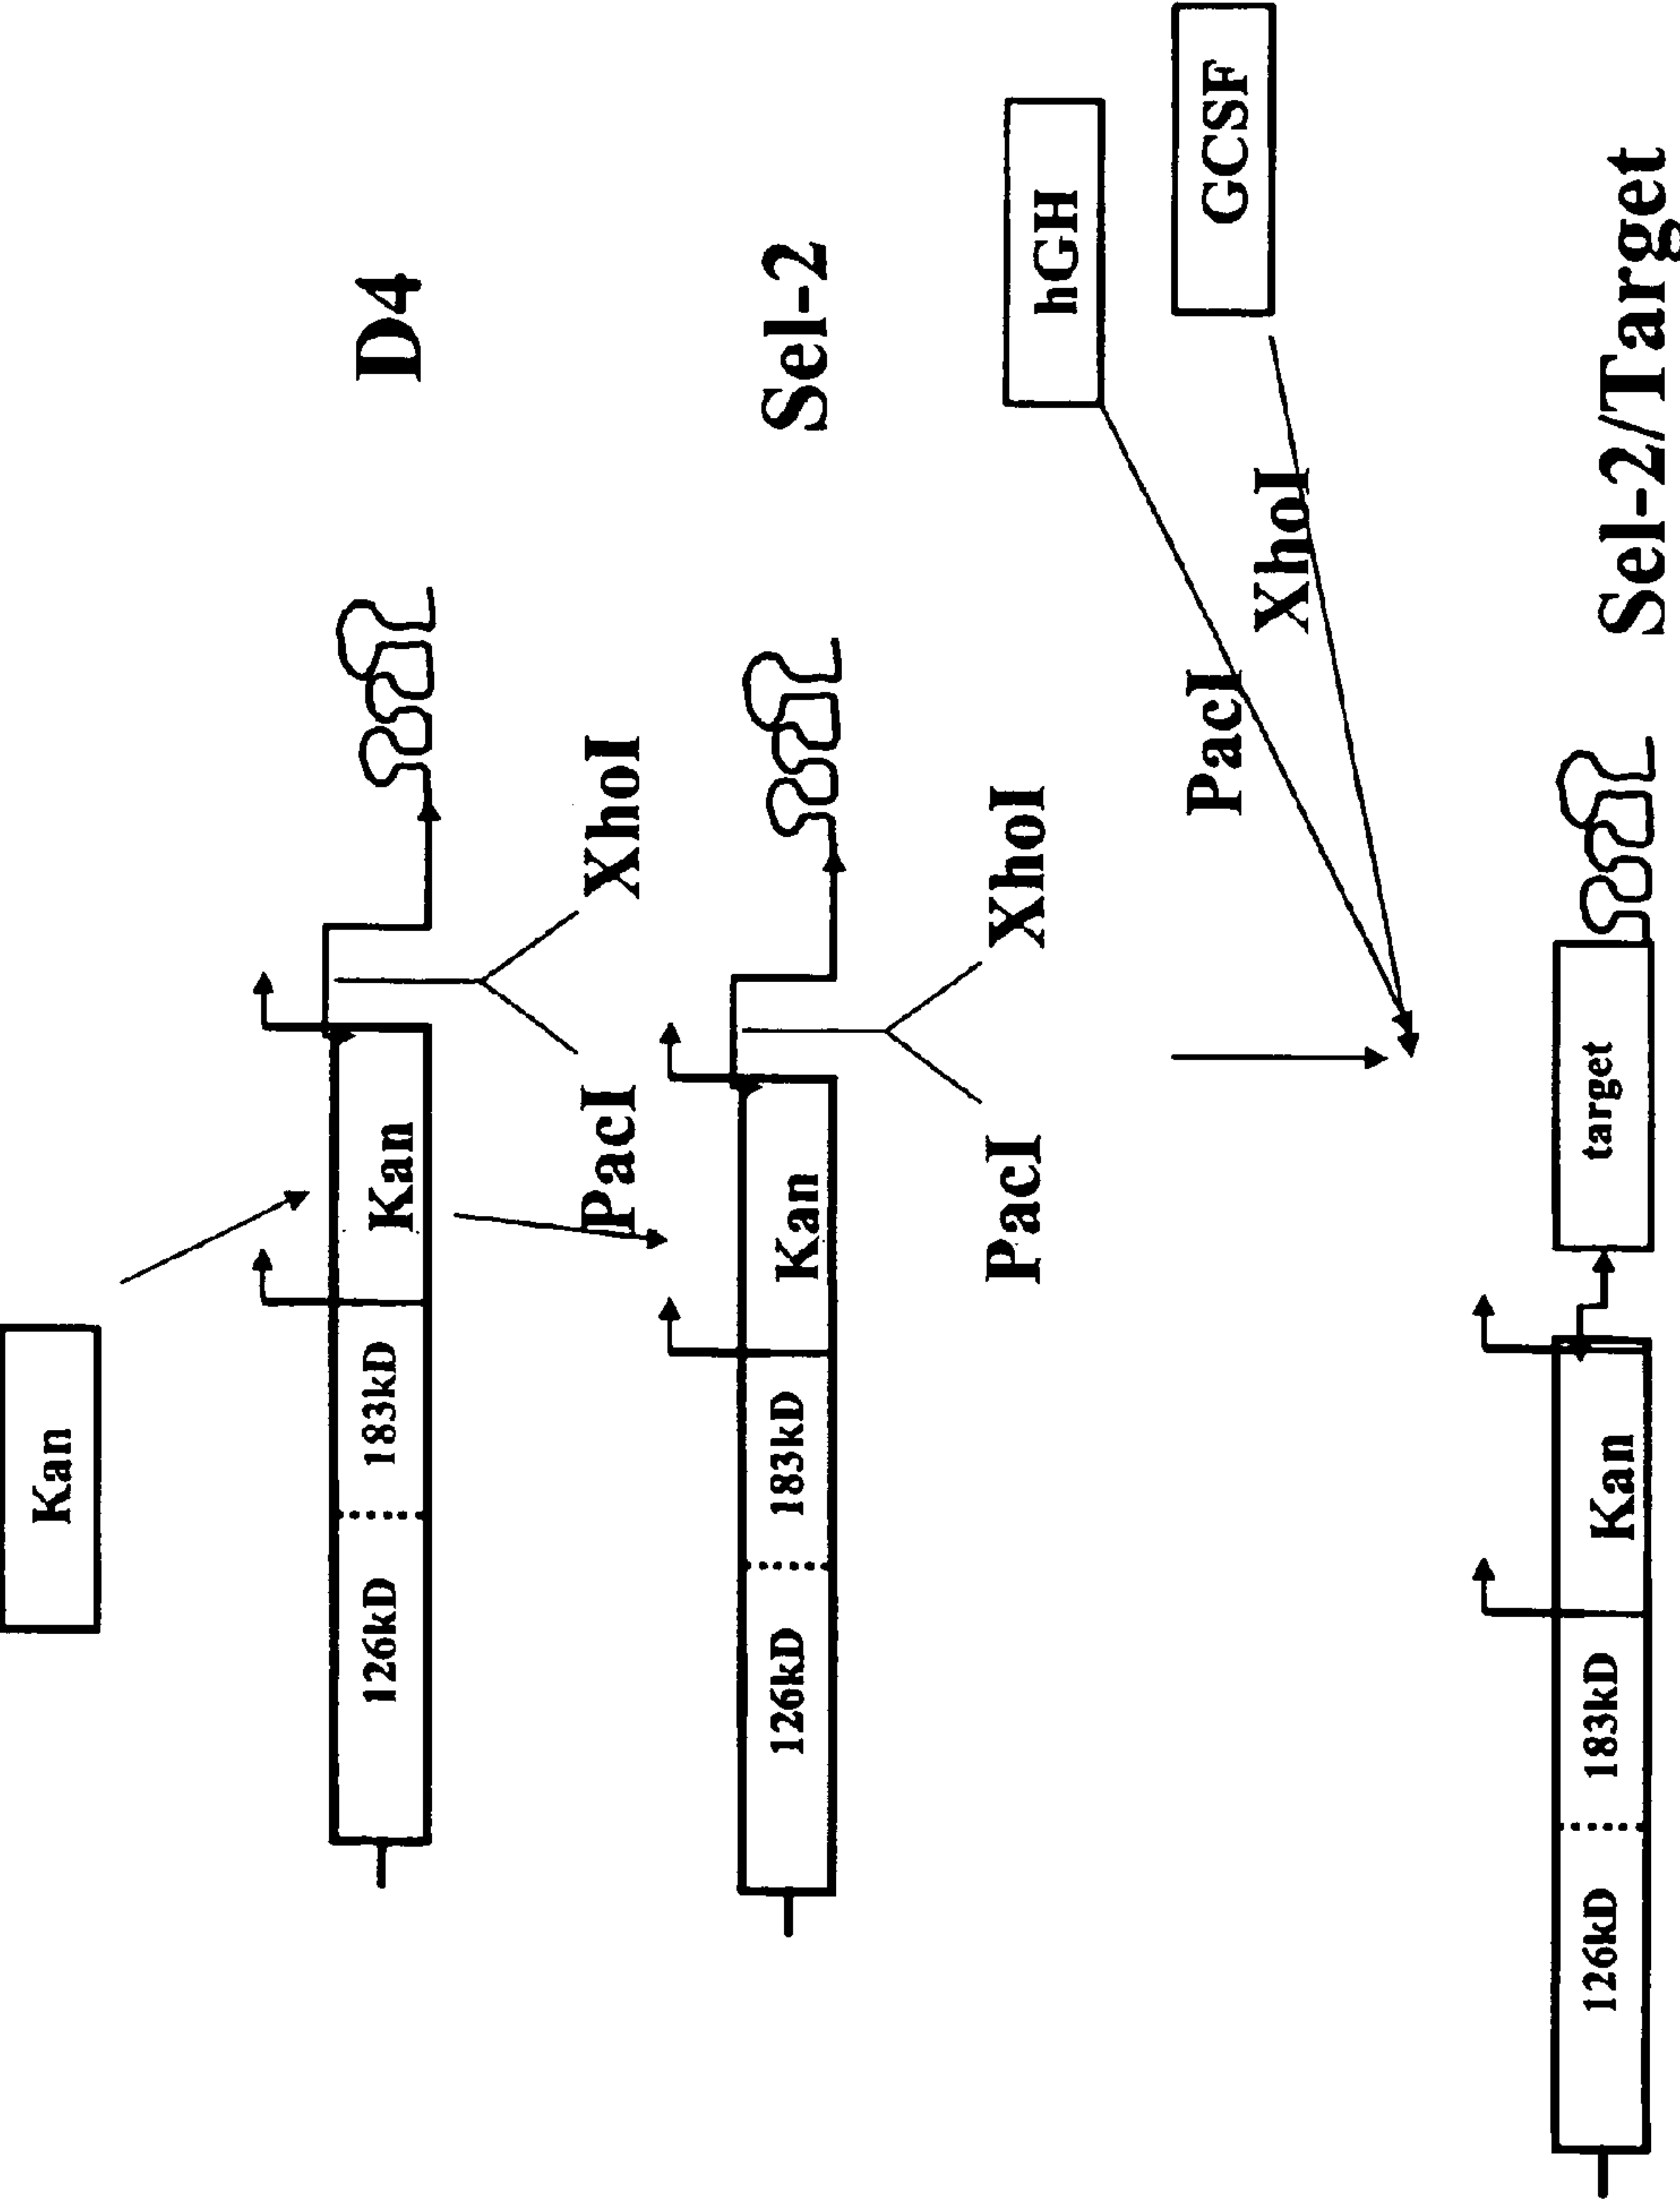 Kan
126kD 183kD Kan D4
PacI XhoI
126kD 183kD Kan Sel-2
PacI XhoI
hGH
PacI
GCSF
XhoI
126kD 183kD Kan target Sel-2/Target